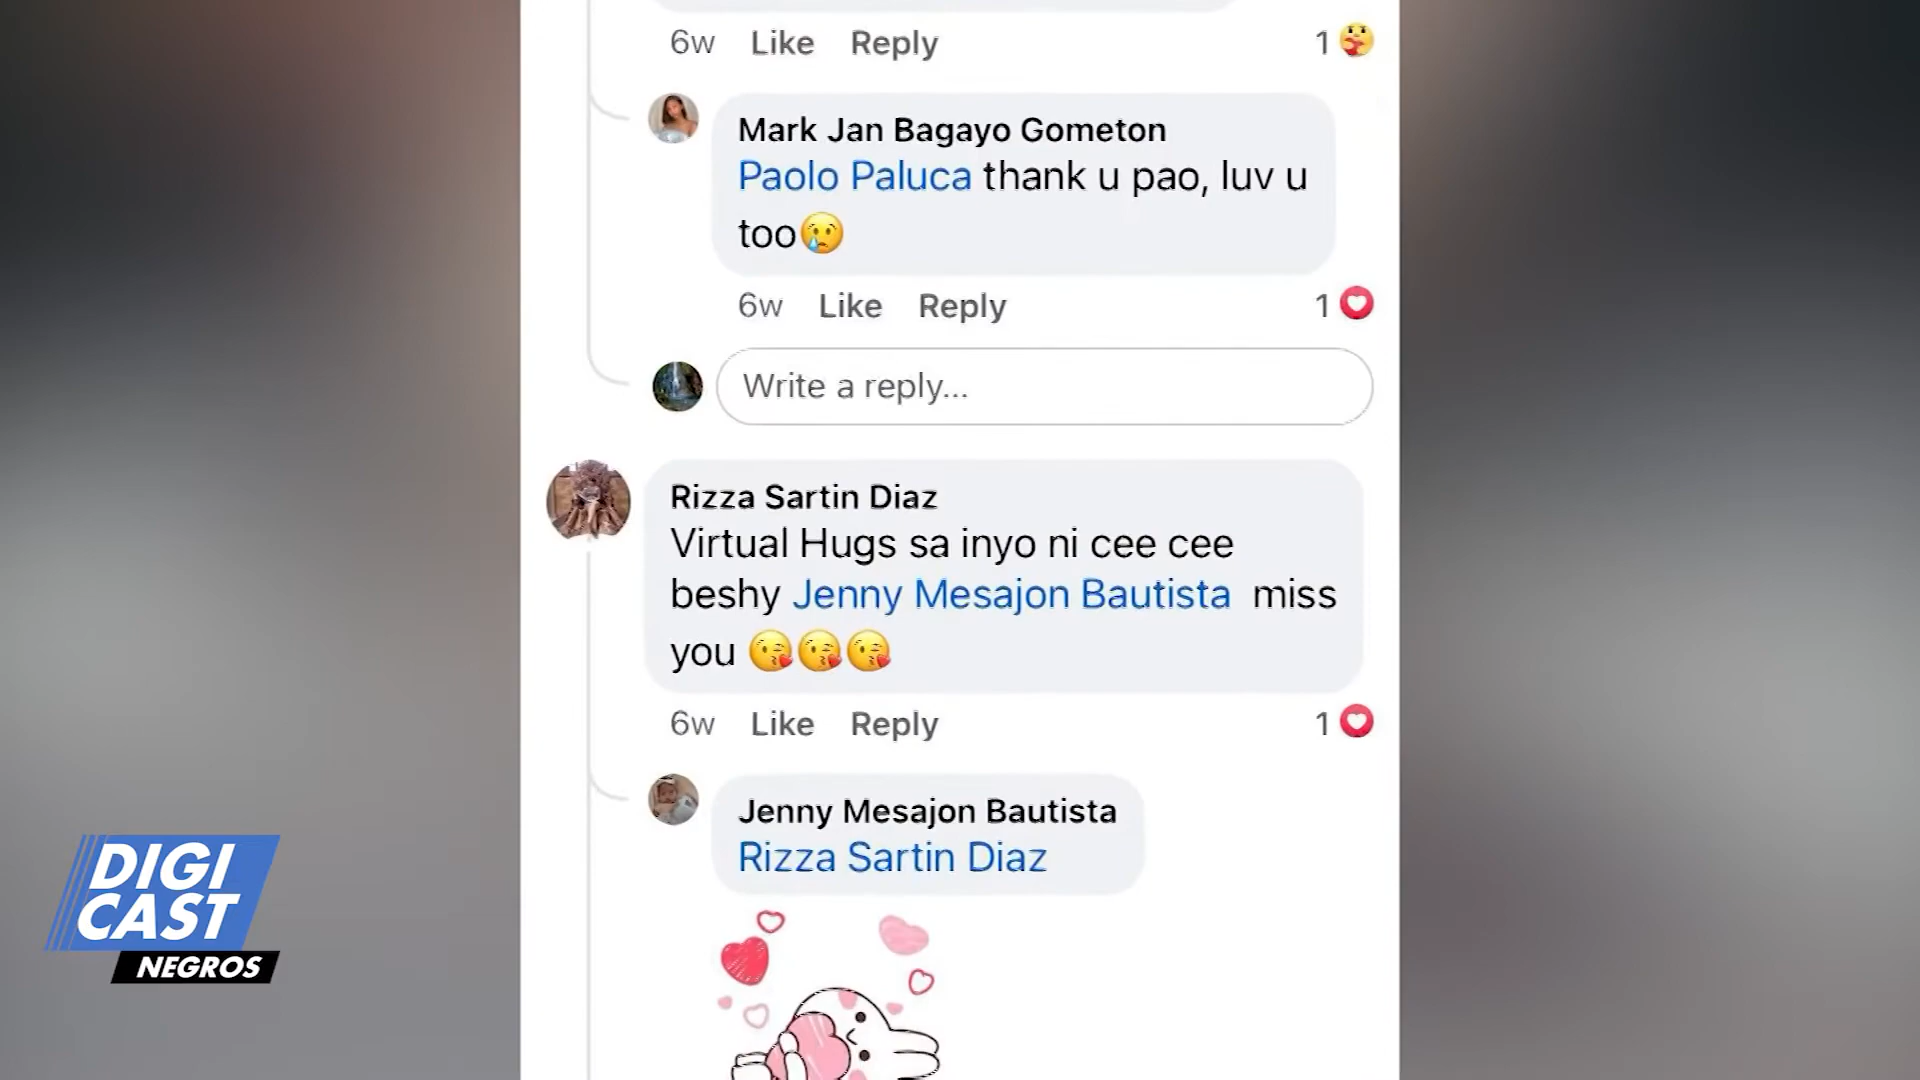 6w Like Reply 1
Mark Jan Bagayo Gometon
Paolo Paluca thank u pao, luv u
too😢
6w Like Reply 1
Write a reply...
Rizza Sartin Diaz
Virtual Hugs sa inyo ni cee cee
beshy Jenny Mesajon Bautista miss
you 😘😘😘
6w Like Reply 1
Jenny Mesajon Bautista
Rizza Sartin Diaz
DIGI
CAST
NEGROS